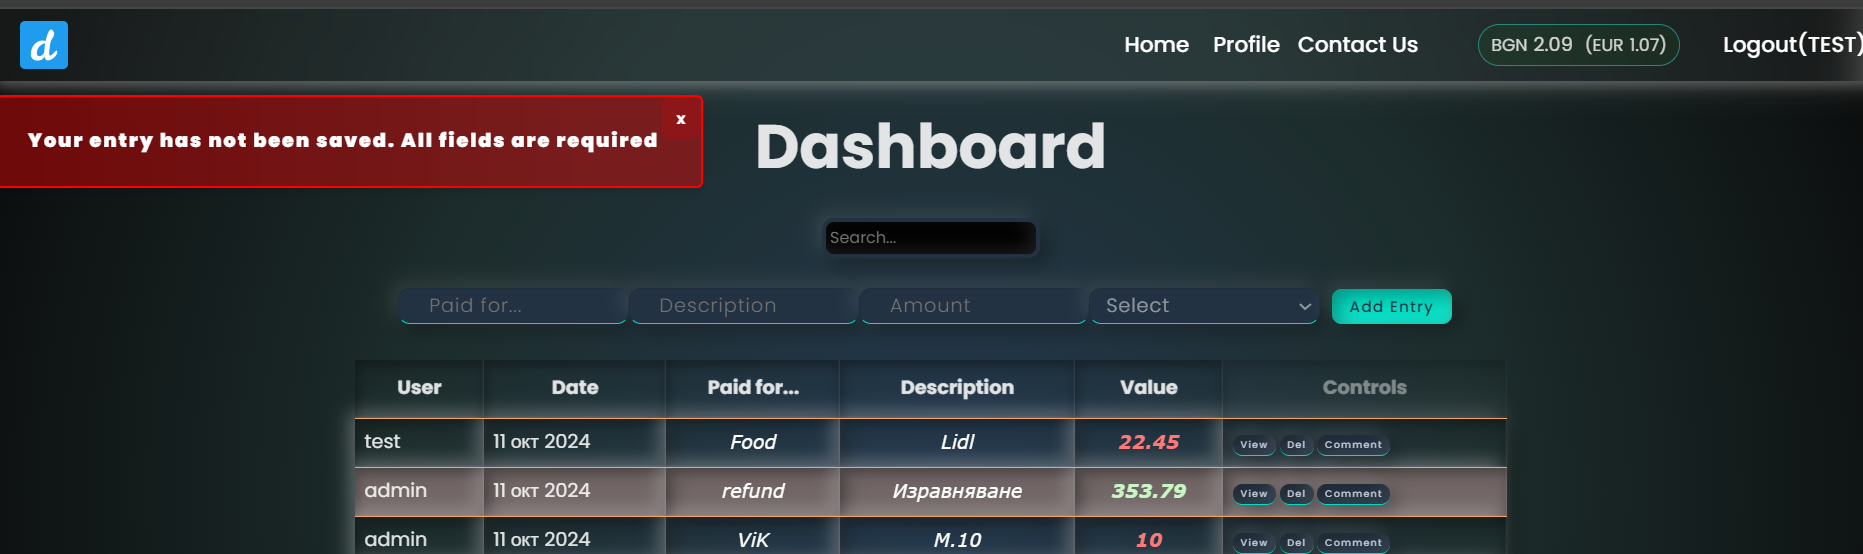 d
Home Profile Contact Us BGN 2.09 (EUR 1.07) Logout(TEST)
x
Your entry has not been saved. All fields are required
Dashboard
Search...
Paid for... Description Amount Select Add Entry
User Date Paid for... Description Value Controls
test 11 окт 2024 Food Lidl 22.45 View Del Comment
admin 11 окт 2024 refund Изравняване 353.79 View Del Comment
admin 11 окт 2024 ViK M.10 10 View Del Comment